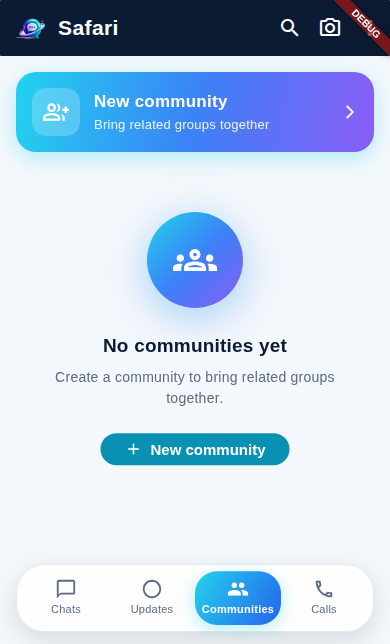 Safari
DEBUG
New community
Bring related groups together
No communities yet
Create a community to bring related groups
together.
New community
Chats
Updates
Communities
Calls